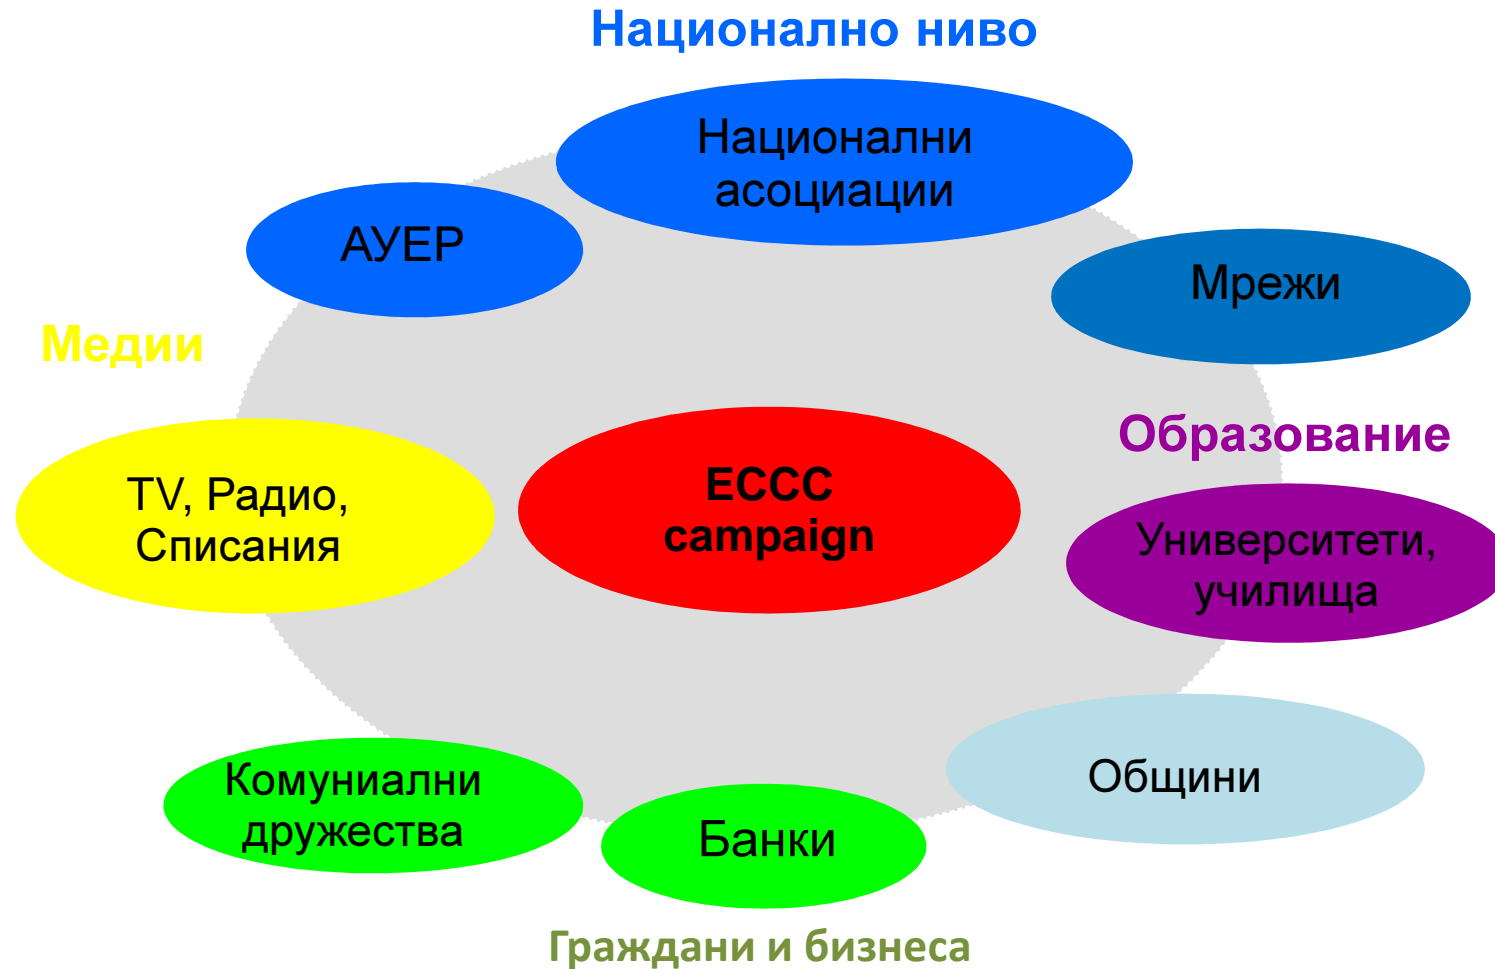 Национално ниво
Национални
асоциации
АУЕР
Мрежи
Медии
Образование
TV, Радио,
Списания
ECCC
campaign
Университети,
училища
Общини
Комуниални
дружества
Банки
Граждани и бизнеса